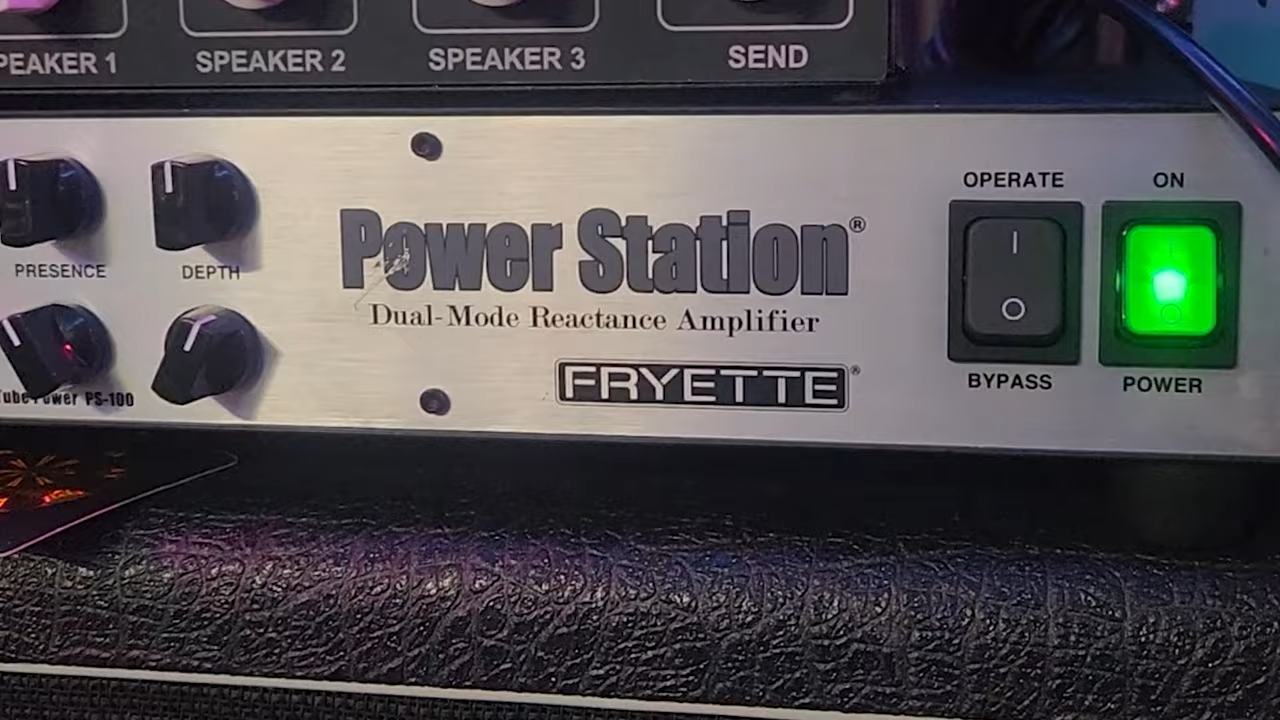 PEAKER 1
SPEAKER 2
SPEAKER 3
SEND
PRESENCE
DEPTH
Power Station®
Dual-Mode Reactance Amplifier
FRYETTE®
Tube Power PS-100
OPERATE
ON
BYPASS
POWER